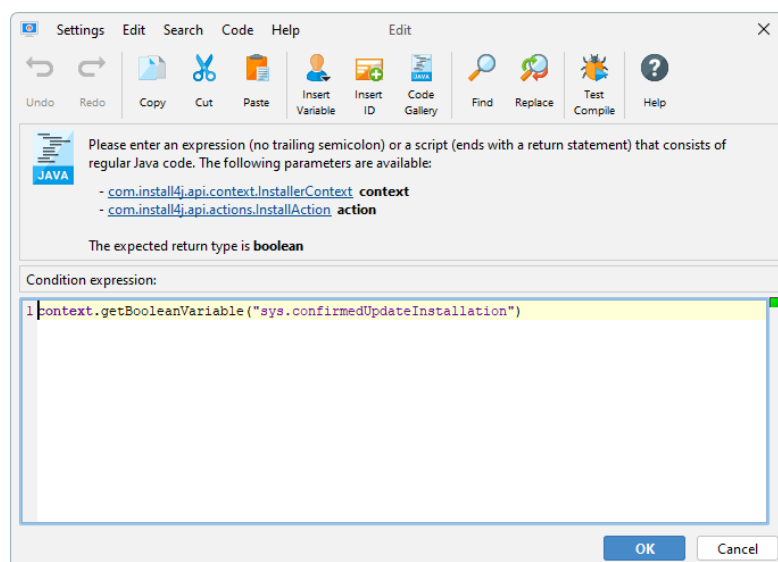 Settings Edit Search Code Help Edit
Undo Redo Copy Cut Paste Insert Variable Insert ID Code Gallery Find Replace Test Compile Help
JAVA
Please enter an expression (no trailing semicolon) or a script (ends with a return statement) that consists of
regular Java code. The following parameters are available:
- com.install4j.api.context.InstallerContext context
- com.install4j.api.actions.InstallAction action
The expected return type is boolean
JAVA
Condition expression:
1 context.getBooleanVariable("sys.confirmedUpdateInstallation")
OK Cancel